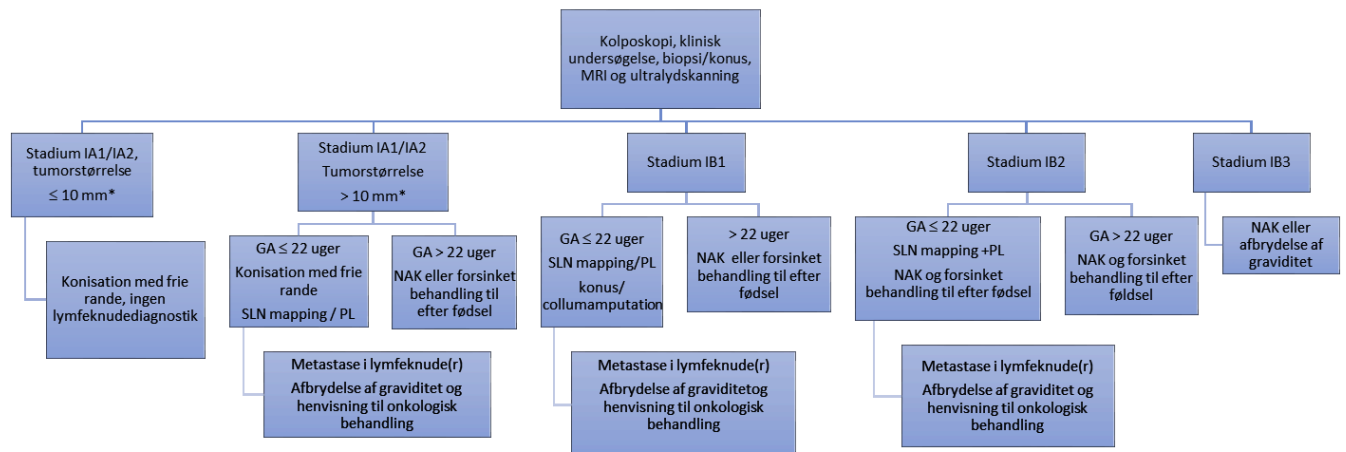 Kolposkopi, klinisk
undersøgelse, biopsi/konus,
MRI og ultralydskanning
Stadium IA1/IA2,
tumorstørrelse
≤ 10 mm*
Konisation med frie
rande, ingen
lymfeknudediagnostik
Stadium IA1/IA2
Tumorstørrelse
> 10 mm*
GA ≤ 22 uger
Konisation med frie
rande
SLN mapping / PL
Metastase i lymfeknude(r)
Afbrydelse af graviditet og
henvisning til onkologisk
behandling
GA > 22 uger
NAK eller forsinket
behandling til
efter fødsel
Stadium IB1
GA ≤ 22 uger
SLN mapping/PL
konus/
collumamputation
Metastase i lymfeknude(r)
Afbrydelse af graviditetog
henvisning til onkologisk
behandling
> 22 uger
NAK eller forsinket
behandling til efter
fødsel
Stadium IB2
GA ≤ 22 uger
SLN mapping +PL
NAK og forsinket
behandling til efter fødsel
Metastase i lymfeknude(r)
Afbrydelse af graviditet og
henvisning til onkologisk
behandling
GA > 22 uger
NAK og forsinket
behandling til efter
føldsel
Stadium IB3
NAK eller
afbrydelse af
graviditet